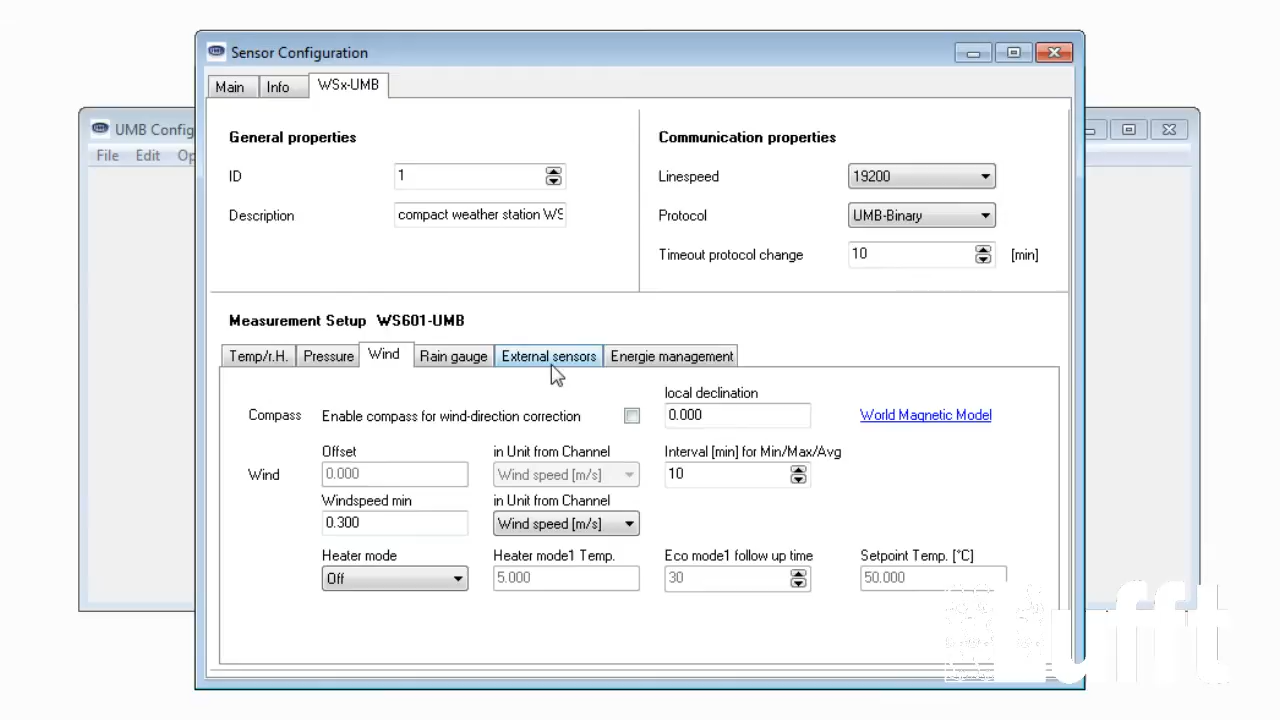 Sensor Configuration
Main Info WSx-UMB
UMB Config
File Edit Op
General properties
ID 1
Description compact weather station WS
Communication properties
Linespeed 19200
Protocol UMB-Binary
Timeout protocol change 10 [min]
Measurement Setup WS601-UMB
Temp/r.H. Pressure Wind Rain gauge External sensors Energie management
local declination
Compass Enable compass for wind-direction correction 0.000 World Magnetic Model
Offset in Unit from Channel Interval [min] for Min/Max/Avg
Wind 0.000 Wind speed [m/s] 10
Windspeed min in Unit from Channel
0.300 Wind speed [m/s]
Heater mode Heater mode1 Temp. Eco mode1 follow up time Setpoint Temp. [°C]
Off 5.000 30 50.000